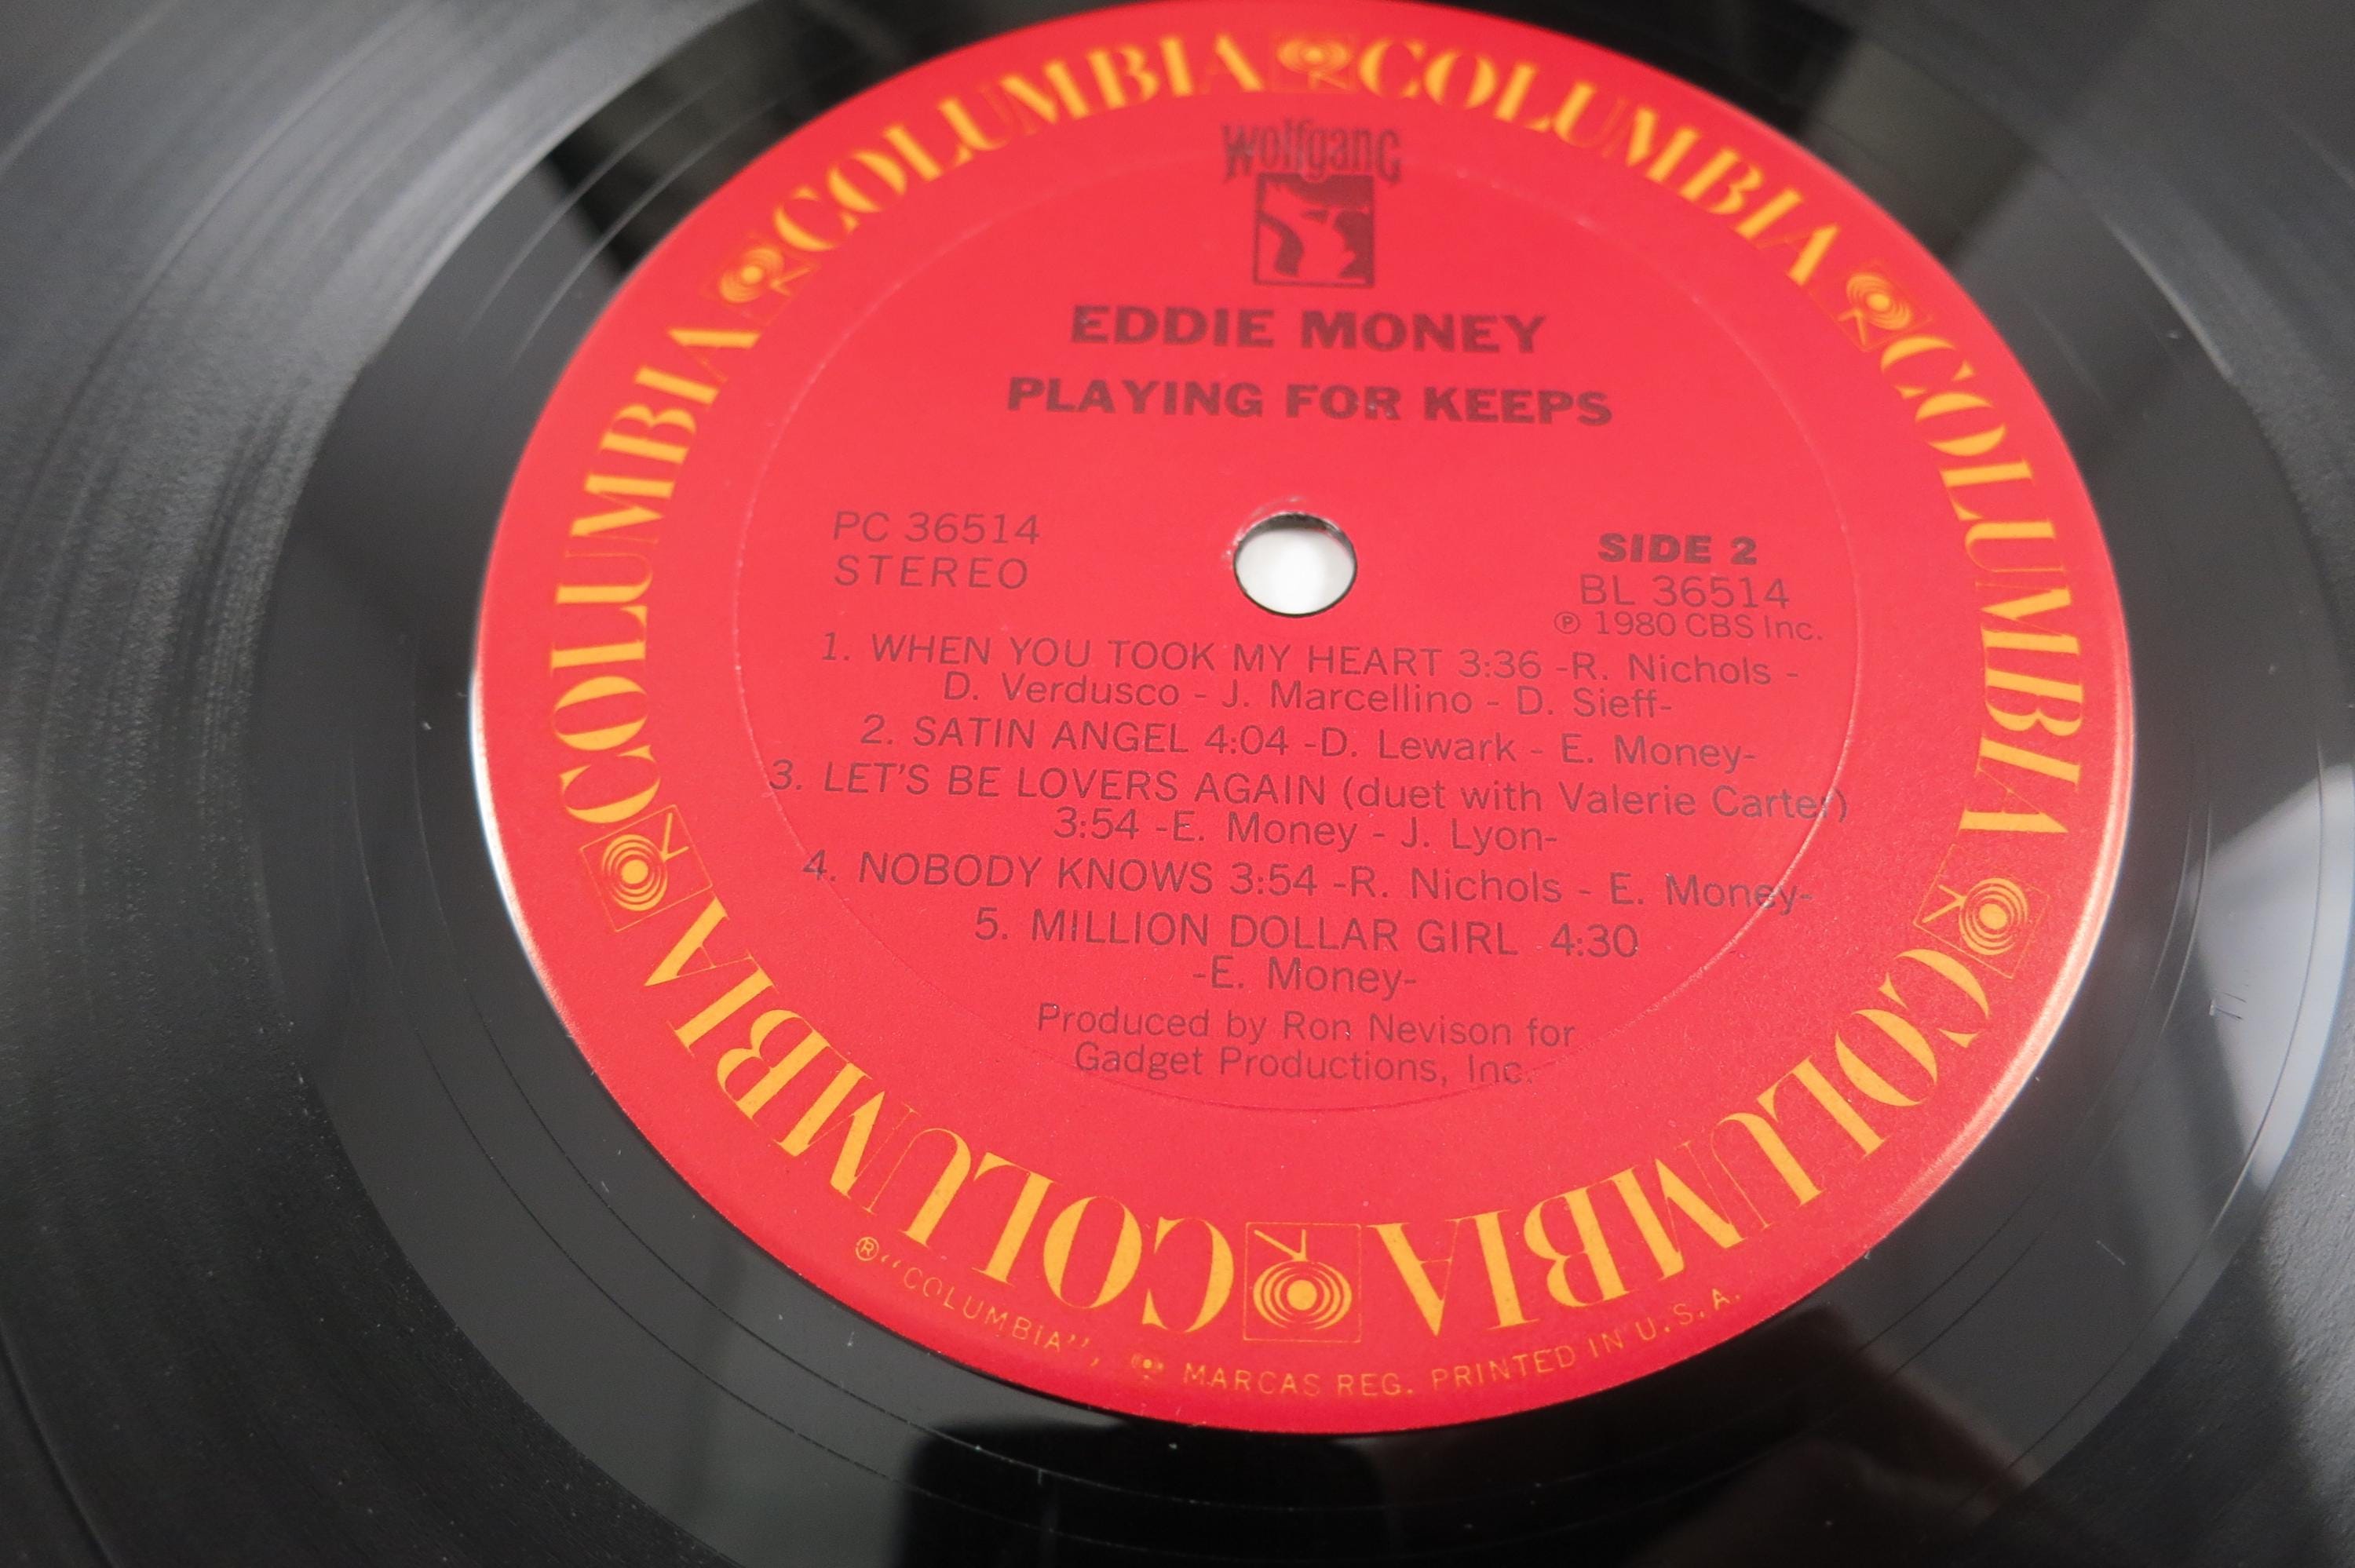 COLUMBIA COLUMBIA COLUMBIA COLUMBIA COLUMBIA COLUMBIA
Wolfgang
EDDIE MONEY
PLAYING FOR KEEPS
PC 36514
STEREO
SIDE 2
BL 36514
℗ 1980 CBS Inc.
1. WHEN YOU TOOK MY HEART 3:36 -R. Nichols -
D. Verdusco - J. Marcellino - D. Sieff-
2. SATIN ANGEL 4:04 -D. Lewark - E. Money-
3. LET'S BE LOVERS AGAIN (duet with Valerie Carter)
3:54 -E. Money - J. Lyon-
4. NOBODY KNOWS 3:54 -R. Nichols - E. Money-
5. MILLION DOLLAR GIRL 4:30
-E. Money-
Produced by Ron Nevison for
Gadget Productions, Inc.
® "COLUMBIA", MARCAS REG. PRINTED IN U.S.A.